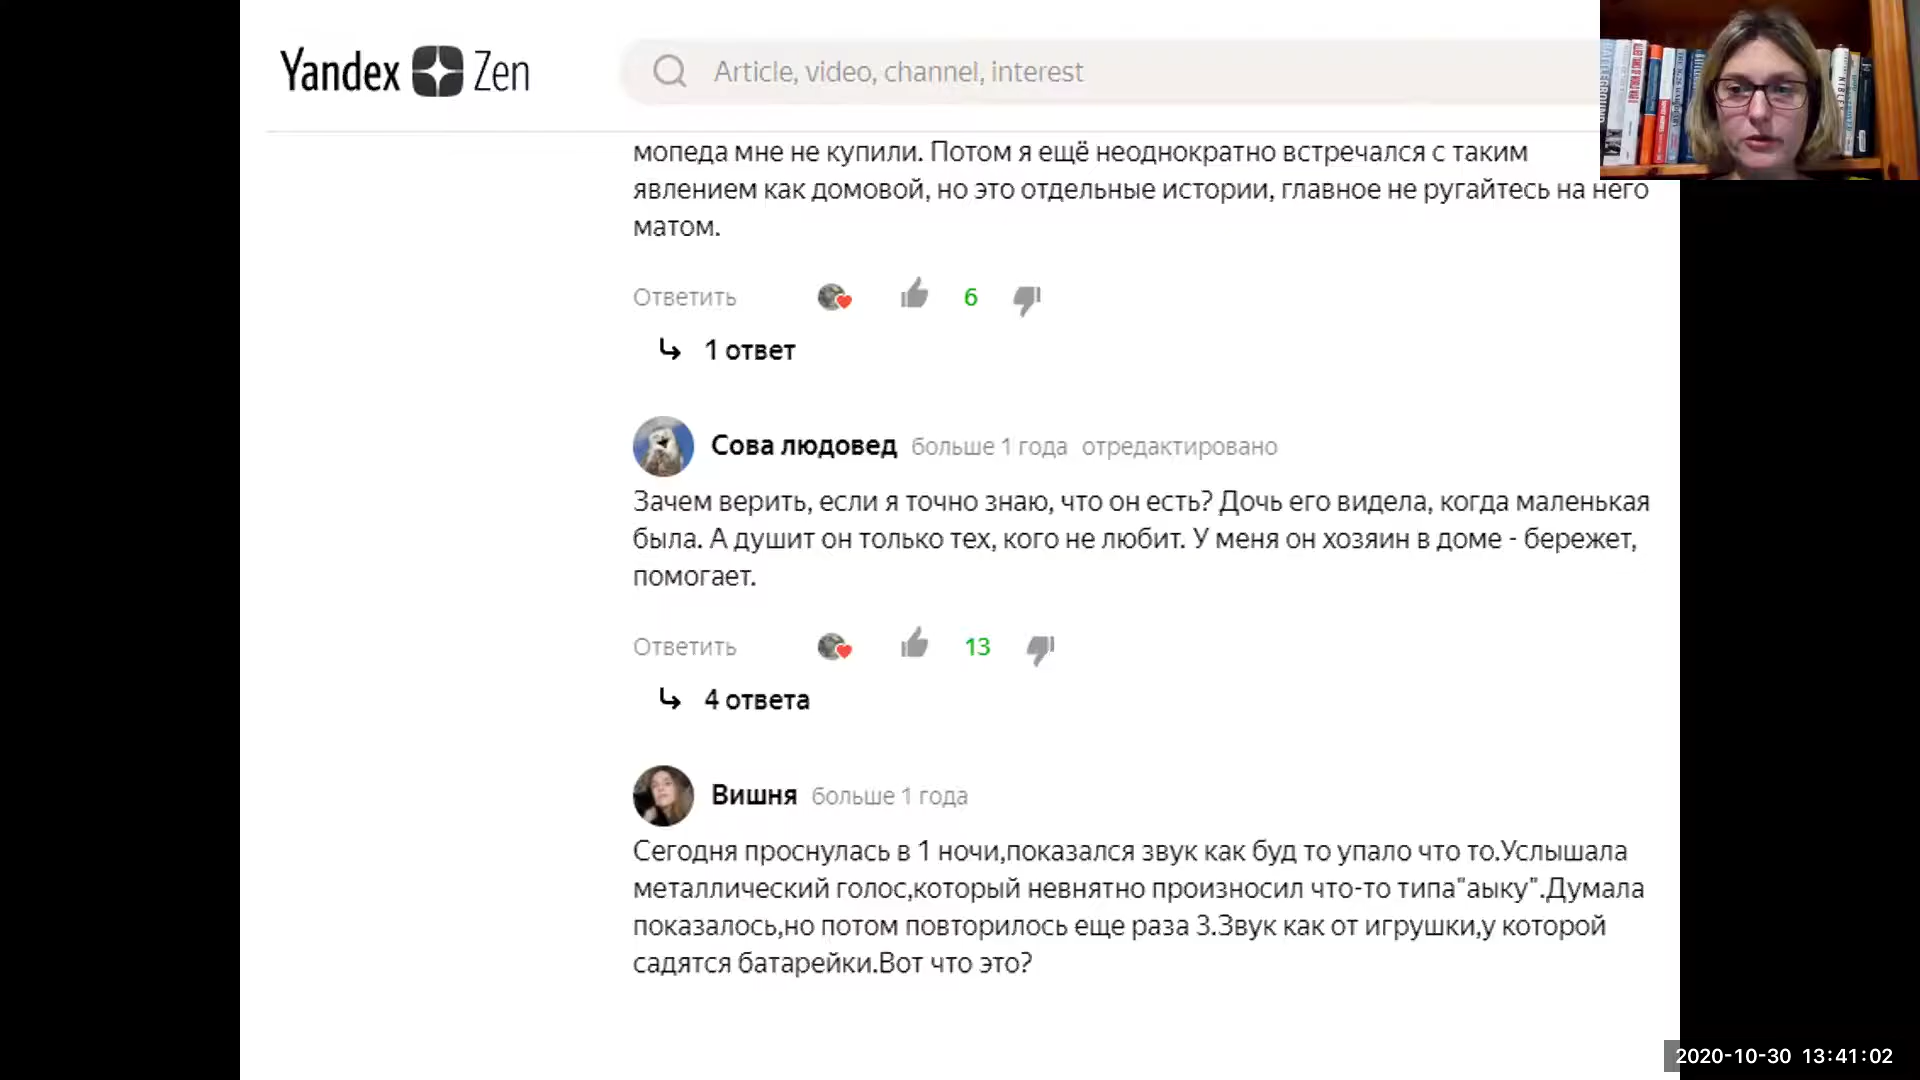 Yandex Zen
Article, video, channel, interest
мопеда мне не купили. Потом я ещё неоднократно встречался с таким
явлением как домовой, но это отдельные истории, главное не ругайтесь на него
матом.
Ответить 6
1 ответ
Сова людовед больше 1 года отредактировано
Зачем верить, если я точно знаю, что он есть? Дочь его видела, когда маленькая
была. А душит он только тех, кого не любит. У меня он хозяин в доме - бережет,
помогает.
Ответить 13
4 ответа
Вишня больше 1 года
Сегодня проснулась в 1 ночи,показался звук как буд то упало что то.Услышала
металлический голос,который невнятно произносил что-то типа"аыку".Думала
показалось,но потом повторилось еще раза 3.Звук как от игрушки,у которой
садятся батарейки.Вот что это?
2020-10-30 13:41:02